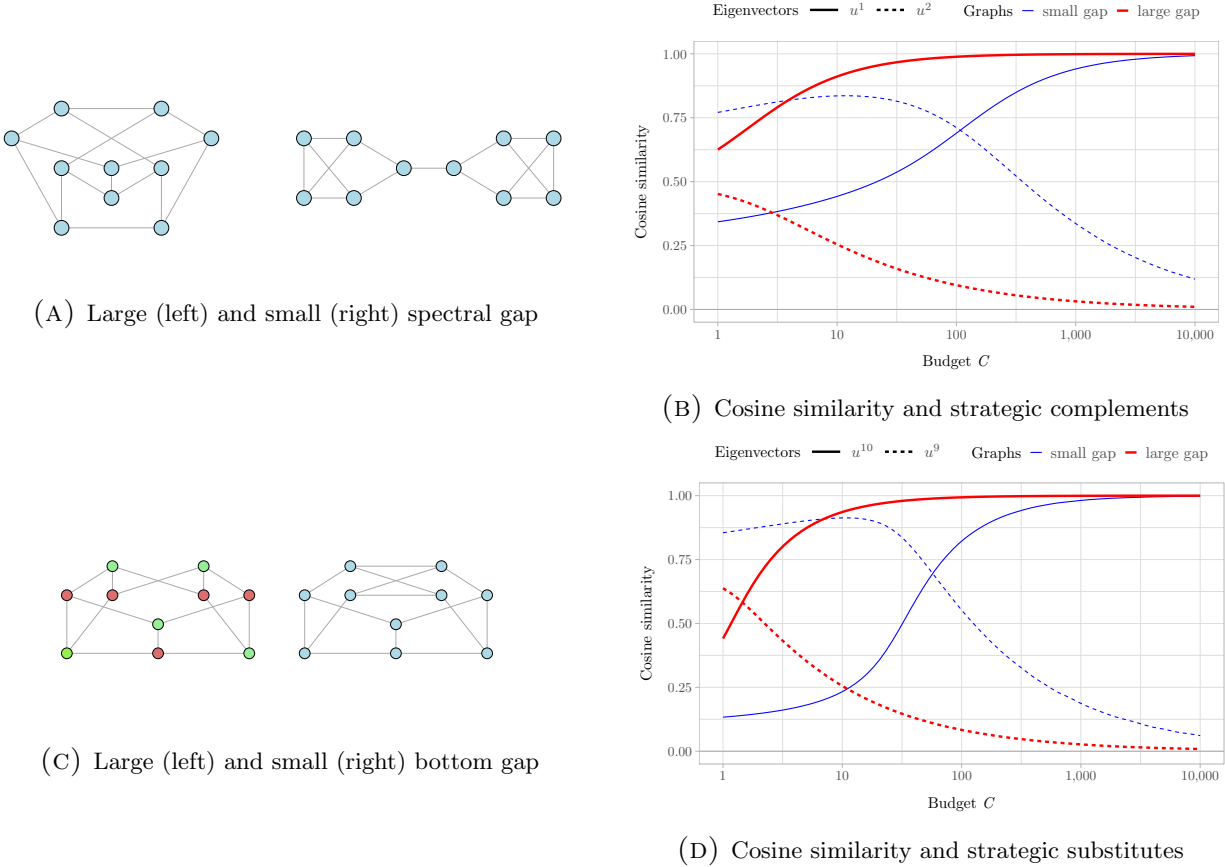 (A) Large (left) and small (right) spectral gap
Eigenvectors u¹ u² Graphs small gap large gap
1.00
0.75
0.50
0.25
0.00
Cosine similarity
1 10 100 1,000 10,000
Budget C
(B) Cosine similarity and strategic complements
(C) Large (left) and small (right) bottom gap
Eigenvectors u¹⁰ u⁹ Graphs small gap large gap
1.00
0.75
0.50
0.25
0.00
Cosine similarity
1 10 100 1,000 10,000
Budget C
(D) Cosine similarity and strategic substitutes